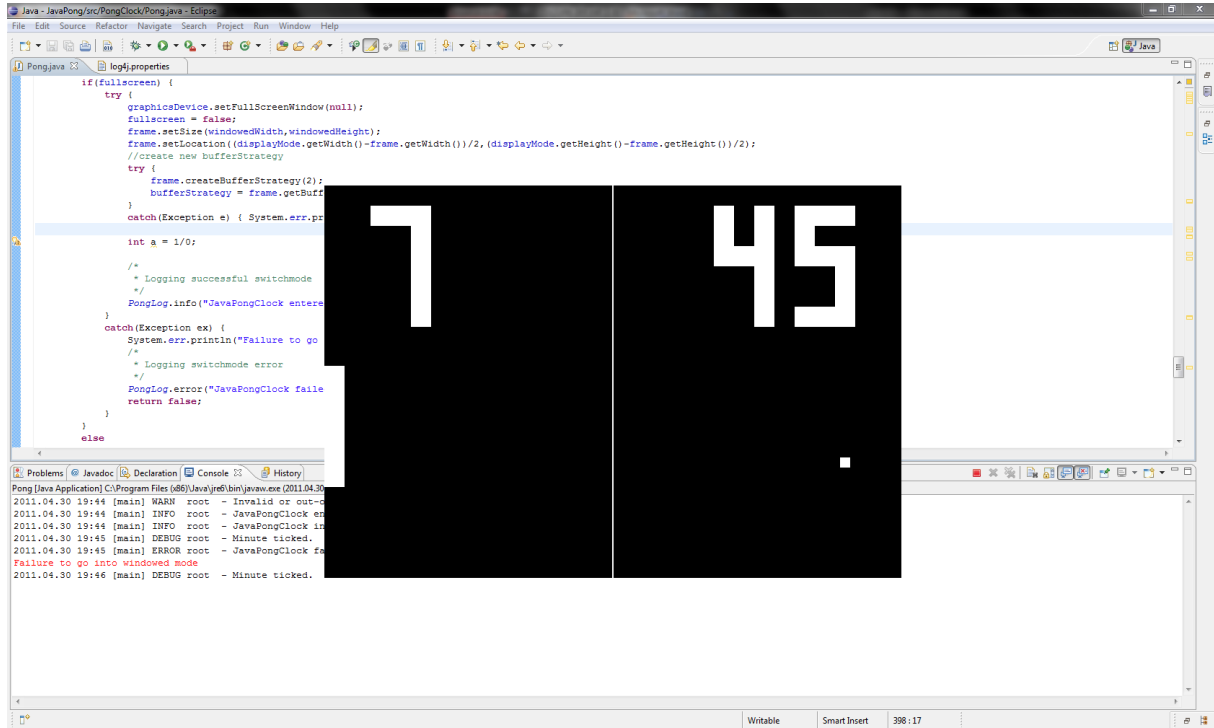 Java - JavaPong/src/PongClock/Pong.java - Eclipse
File Edit Source Refactor Navigate Search Project Run Window Help
Java
Pong.java log4j.properties
if(fullscreen) {
try {
graphicsDevice.setFullScreenWindow(null);
fullscreen = false;
frame.setSize(windowedWidth,windowedHeight);
frame.setLocation((displayMode.getWidth()-frame.getWidth())/2,(displayMode.getHeight()-frame.getHeight())/2);
//create new bufferStrategy
try {
frame.createBufferStrategy(2);
bufferStrategy = frame.getBuff
}
catch(Exception e) { System.err.pr
int a = 1/0;
/*
* Logging successful switchmode
*/
PongLog.info("JavaPongClock entere
}
catch(Exception ex) {
System.err.println("Failure to go
/*
* Logging switchmode error
*/
PongLog.error("JavaPongClock faile
return false;
}
}
else
7 45
Problems @ Javadoc Declaration Console History
Pong [Java Application] C:\Program Files (x86)\Java\jre6\bin\javaw.exe (2011.04.30
2011.04.30 19:44 [main] WARN root - Invalid or out-o
2011.04.30 19:44 [main] INFO root - JavaPongClock en
2011.04.30 19:44 [main] INFO root - JavaPongClock in
2011.04.30 19:45 [main] DEBUG root - Minute ticked.
2011.04.30 19:45 [main] ERROR root - JavaPongClock fa
Failure to go into windowed mode
2011.04.30 19:46 [main] DEBUG root - Minute ticked.
Writable Smart Insert 398 : 17